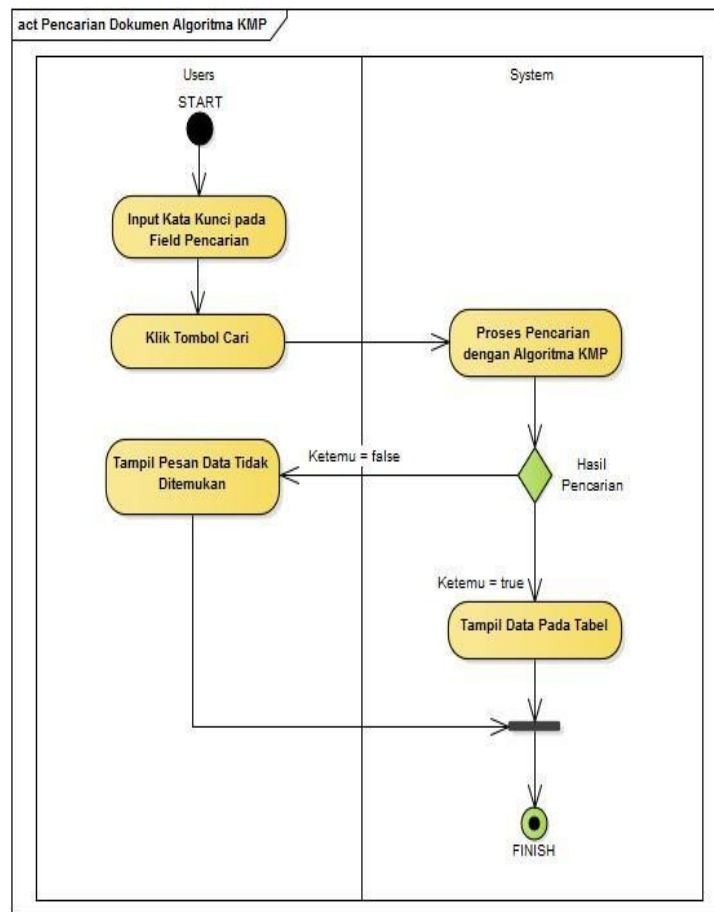 act Pencarian Dokumen Algoritma KMP
Users
System
START
Input Kata Kunci pada
Field Pencarian
Klik Tombol Cari
Proses Pencarian
dengan Algoritma KMP
Tampil Pesan Data Tidak
Ditemukan
Ketemu = false
Hasil
Pencarian
Ketemu = true
Tampil Data Pada Tabel
FINISH